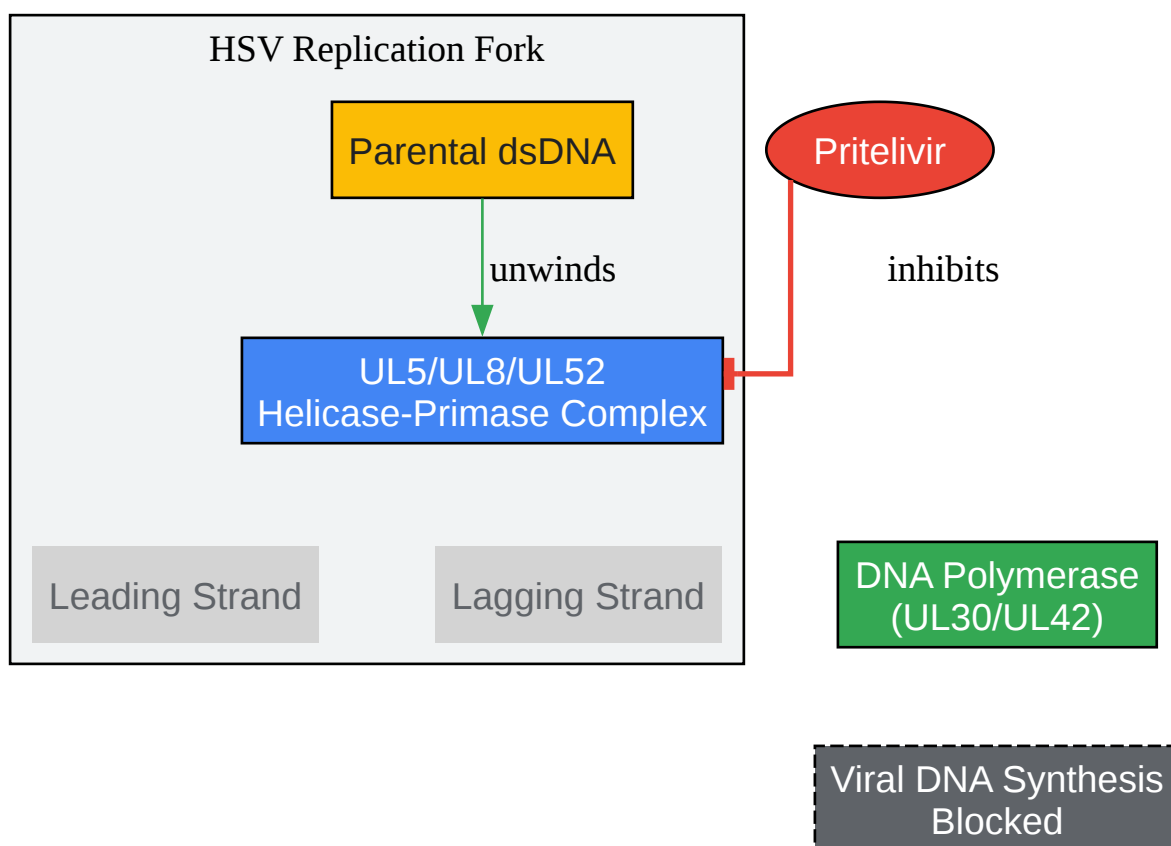 HSV Replication Fork
Parental dsDNA
Pritelivir
unwinds
inhibits
UL5/UL8/UL52
Helicase-Primase Complex
Leading Strand
Lagging Strand
DNA Polymerase
(UL30/UL42)
Viral DNA Synthesis
Blocked